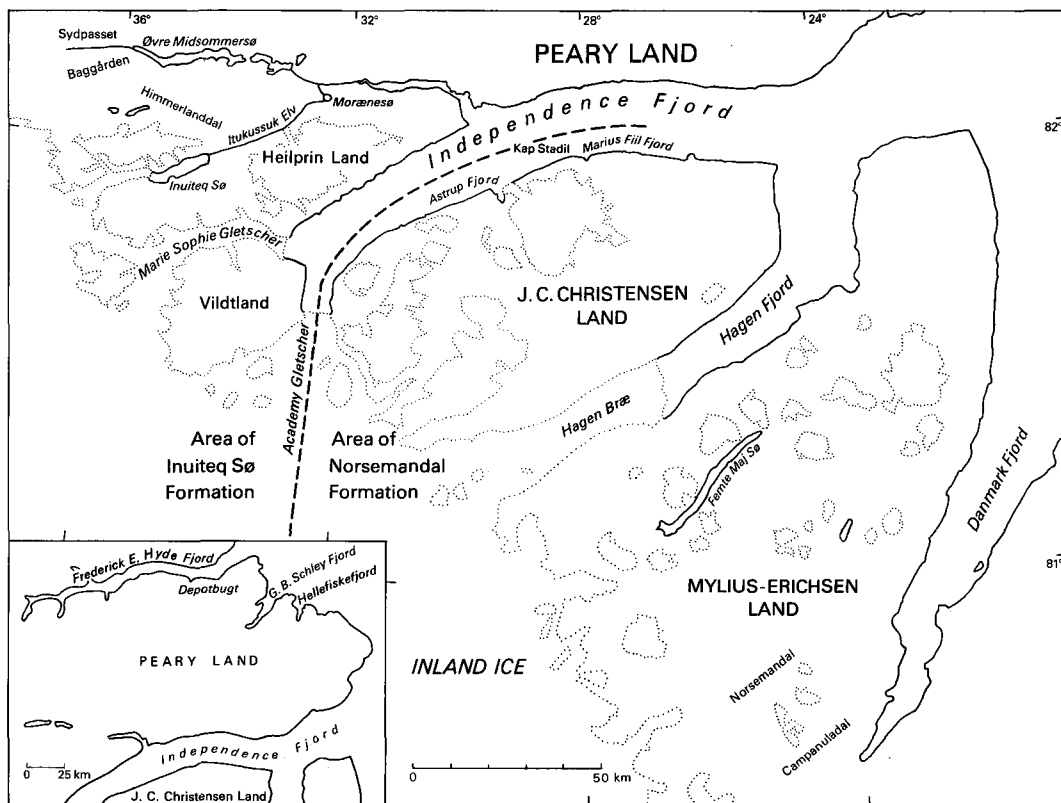 36°
32
28°
24°
Sydpasset
Øvre Midsommersø
Baggården
PEARY LAND
Himmerlanddal
Itukussuk Elv
Morænesø
Independence Fjord
82°
Heilprin Land
Kap Stadil
Marius Fiil Fjord
Inuiteq Sø
Astrup Fjord
Marie Sophie Gletscher
Vildtland
J. C. CHRISTENSEN
LAND
Hagen Fjord
Academy Gletscher
Hagen Bræ
Area of
Inuiteq Sø
Formation
Area of
Norsemandal
Formation
Femte Maj Sø
Danmark Fjord
81°
MYLIUS-ERICHSEN
LAND
INLAND ICE
Norsemandal
Campanuladal
0 50 km
Frederick E. Hyde Fjord
Depotbugt
G. B. Schley Fjord
Hellefiskefjord
PEARY LAND
Independence Fjord
0 25 km
J. C. Christensen Land